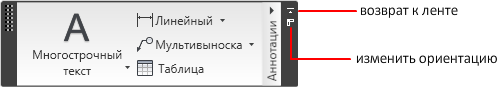 А
Многострочный
текст
Линейный
Мультивыноска
Таблица
Аннотации
возврат к ленте
изменить ориентацию